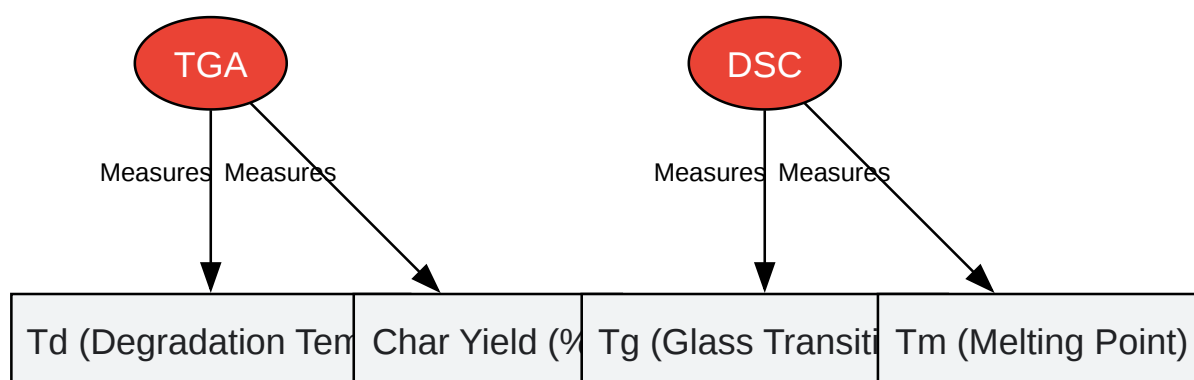 TGA
DSC
Measures
Measures
Measures
Measures
Td (Degradation Tem
Char Yield (%
Tg (Glass Transiti
Tm (Melting Point)